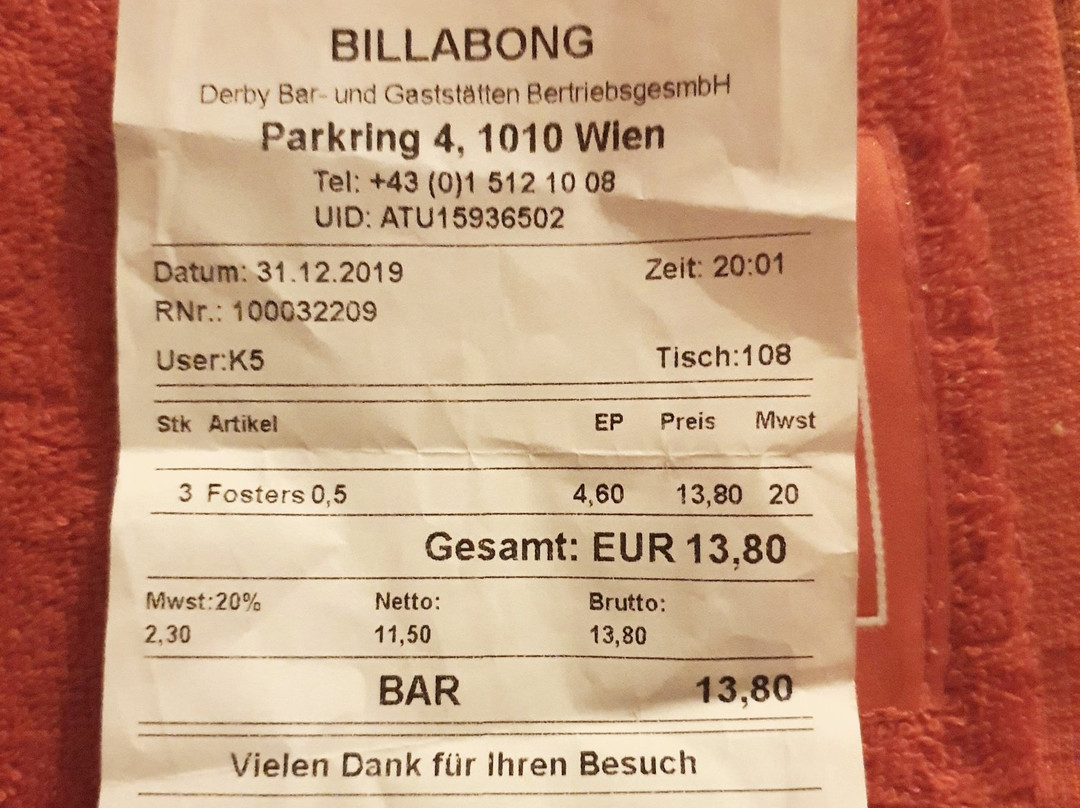 BILLABONG
Derby Bar- und Gaststätten BertriebsgesmbH
Parkring 4, 1010 Wien
Tel: +43 (0)1 512 10 08
UID: ATU15936502
Datum: 31.12.2019 Zeit: 20:01
RNr.: 100032209
User:K5 Tisch:108
Stk Artikel EP Preis Mwst
3 Fosters 0,5 4,60 13,80 20
Gesamt: EUR 13,80
Mwst:20% Netto: Brutto:
2,30 11,50 13,80
BAR 13,80
Vielen Dank für Ihren Besuch